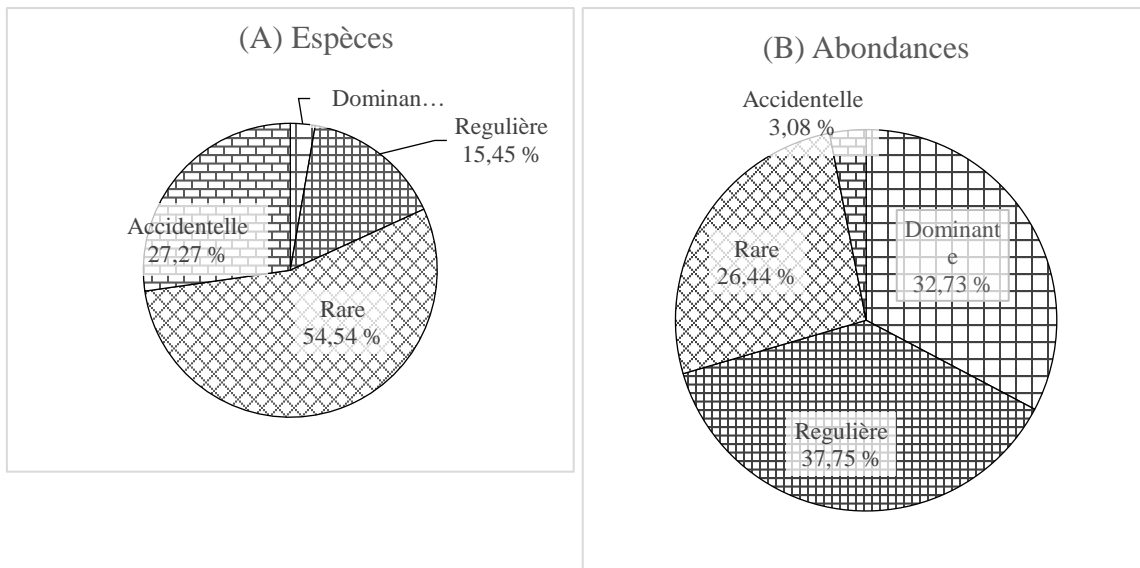 (A) Espèces
Dominan…
Regulière
15,45 %
Accidentelle
27,27 %
Rare
54,54 %
(B) Abondances
Accidentelle
3,08 %
Dominant
e
32,73 %
Rare
26,44 %
Regulière
37,75 %